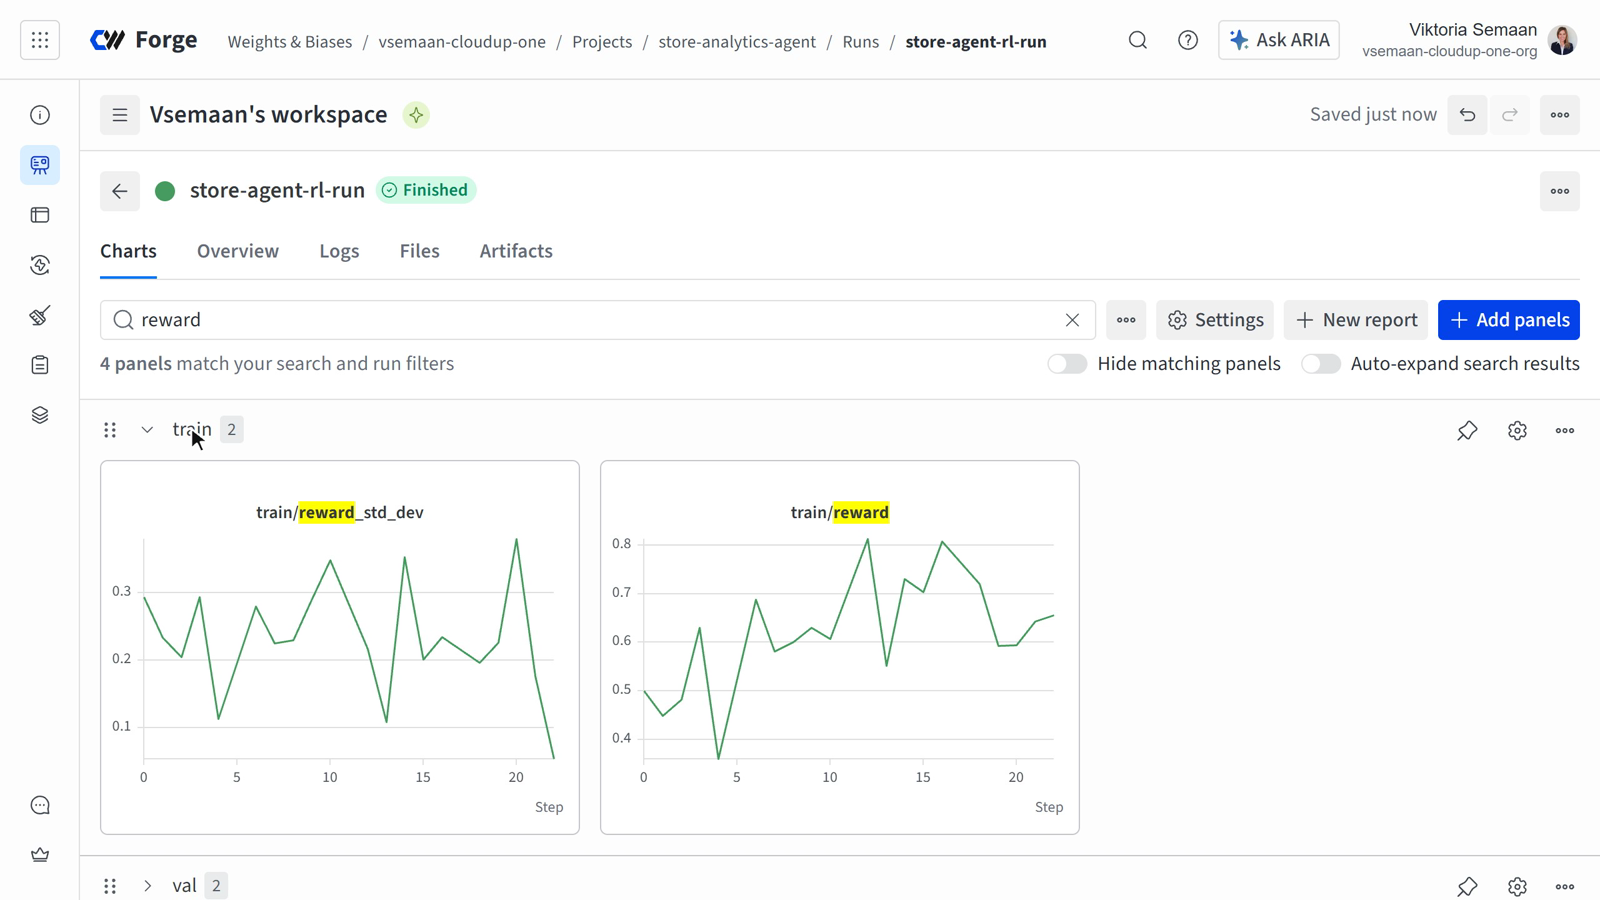 Forge Weights & Biases / vsemaan-cloudup-one / Projects / store-analytics-agent / Runs / store-agent-rl-run
Ask ARIA
Viktoria Semaan
vsemaan-cloudup-one-org
Vsemaan's workspace
Saved just now
store-agent-rl-run Finished
Charts Overview Logs Files Artifacts
reward
Settings New report Add panels
4 panels match your search and run filters
Hide matching panels Auto-expand search results
train 2
train/reward_std_dev
0.3
0.2
0.1
0 5 10 15 20
Step
train/reward
0.8
0.7
0.6
0.5
0.4
0 5 10 15 20
Step
val 2